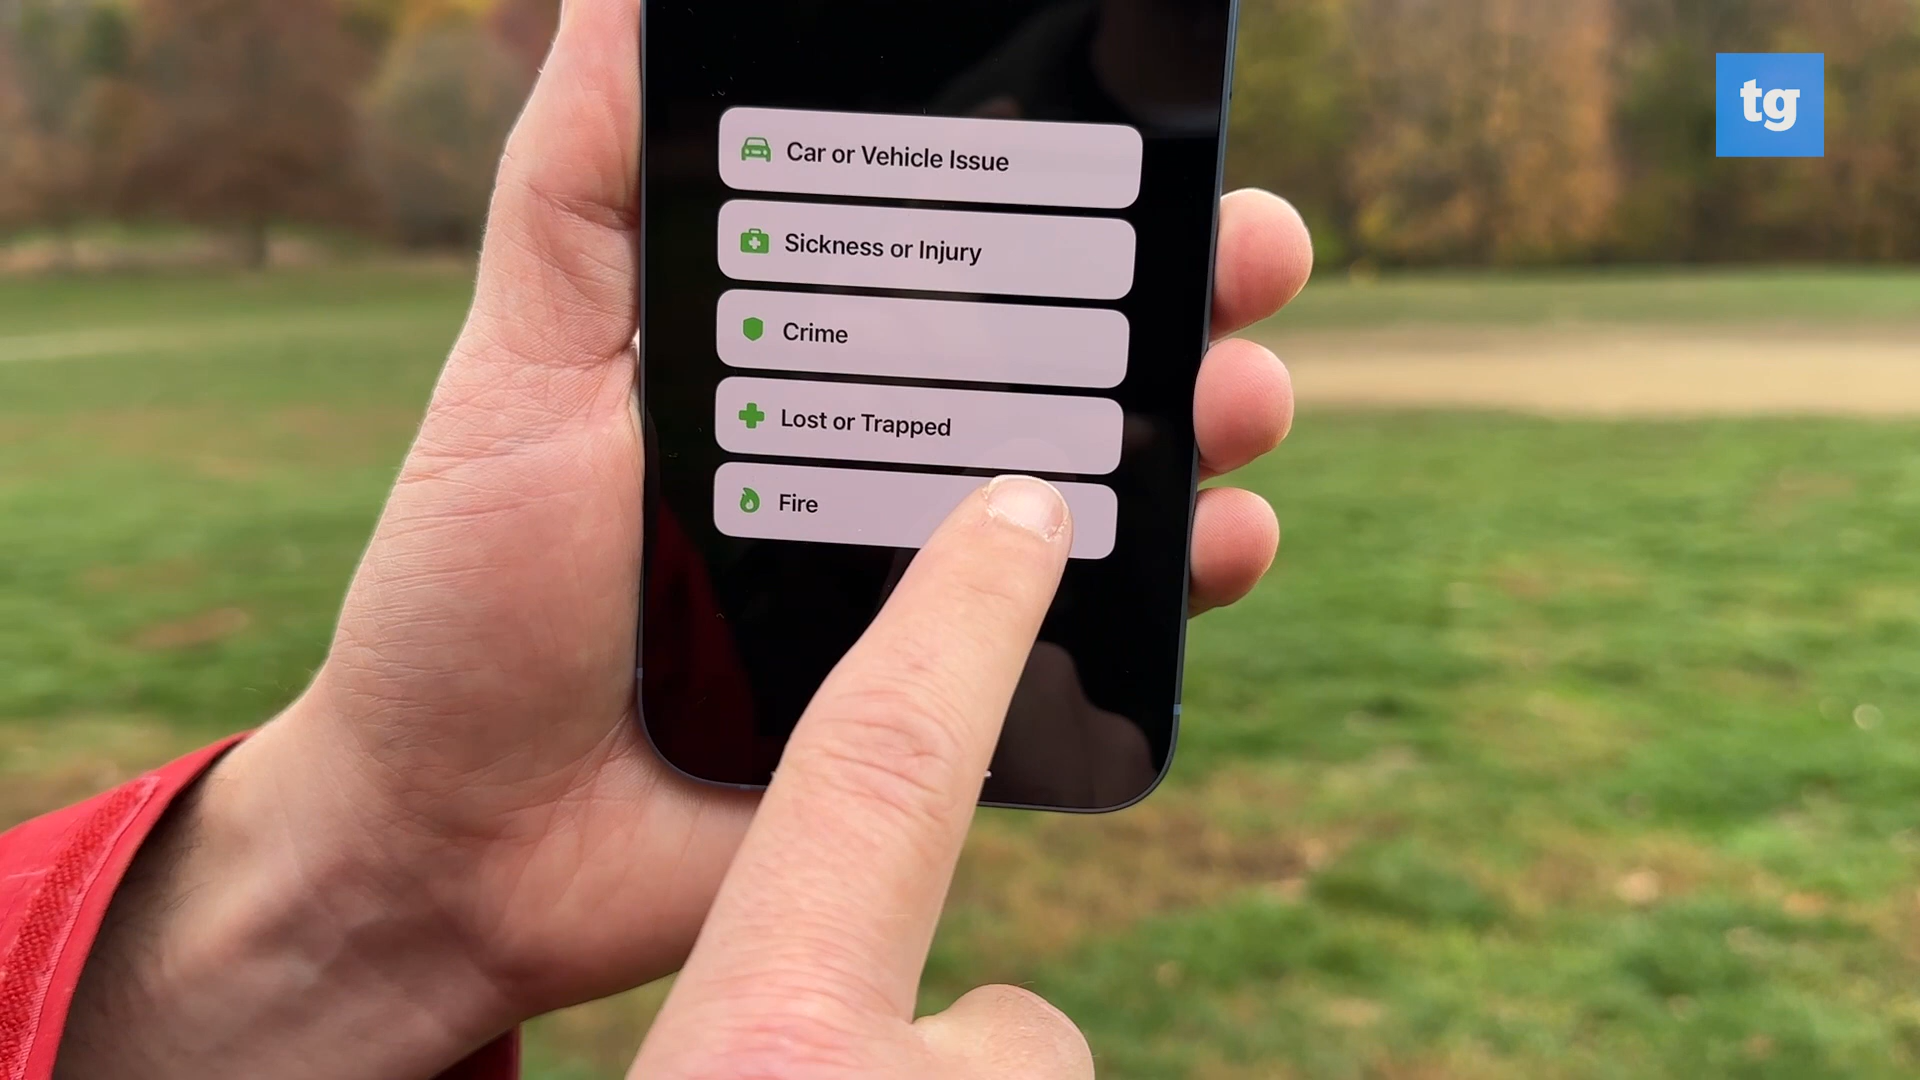 tg
Car or Vehicle Issue
Sickness or Injury
Crime
Lost or Trapped
Fire